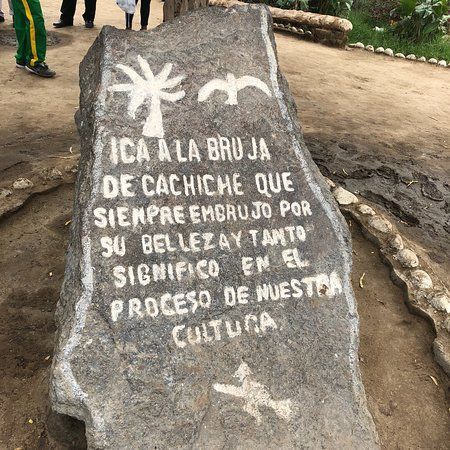 ICA A LA BRUJA
DE CACHICHE QUE
SIEMPRE EMBRUJO POR
SU BELLEZA Y TANTO
SIGNIFICO EN EL
PROCESO DE NUESTRA
CULTURA